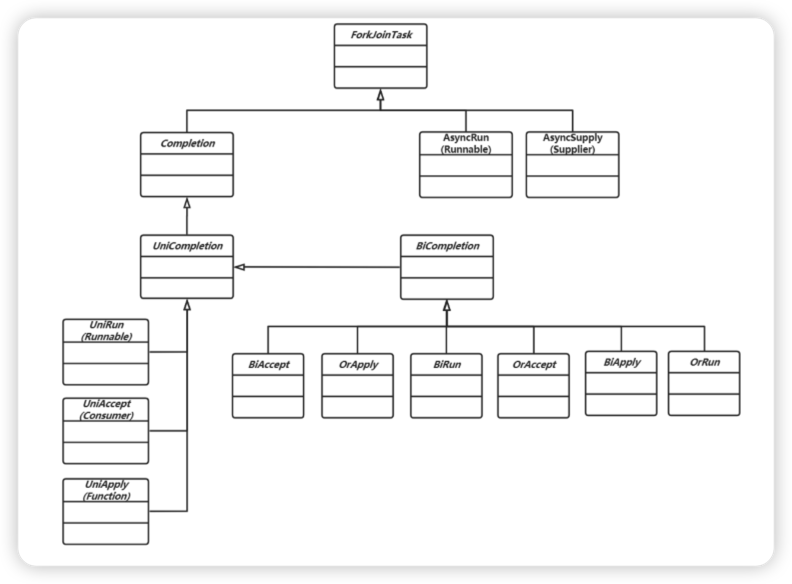 ForkJoinTask
Completion
AsyncRun
(Runnable)
AsyncSupply
(Supplier)
UniCompletion
BiCompletion
UniRun
(Runnable)
BiAccept
OrApply
BiRun
OrAccept
BiApply
OrRun
UniAccept
(Consumer)
UniApply
(Function)